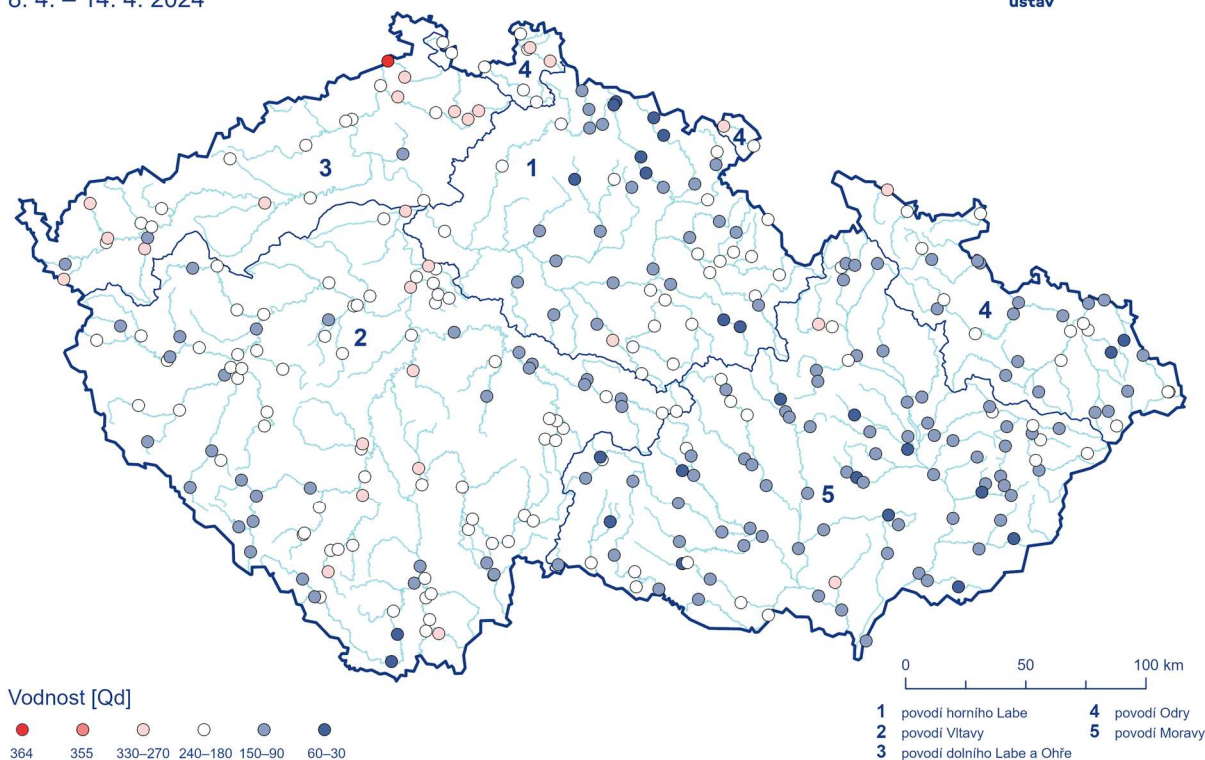 8. 4. – 14. 4. 2024
ústav
4
4
3
1
2
4
5
0 50 100 km
Vodnost [Qd]
364 355 330–270 240–180 150–90 60–30
1 povodí horního Labe
2 povodí Vltavy
3 povodí dolního Labe a Ohře
4 povodí Odry
5 povodí Moravy